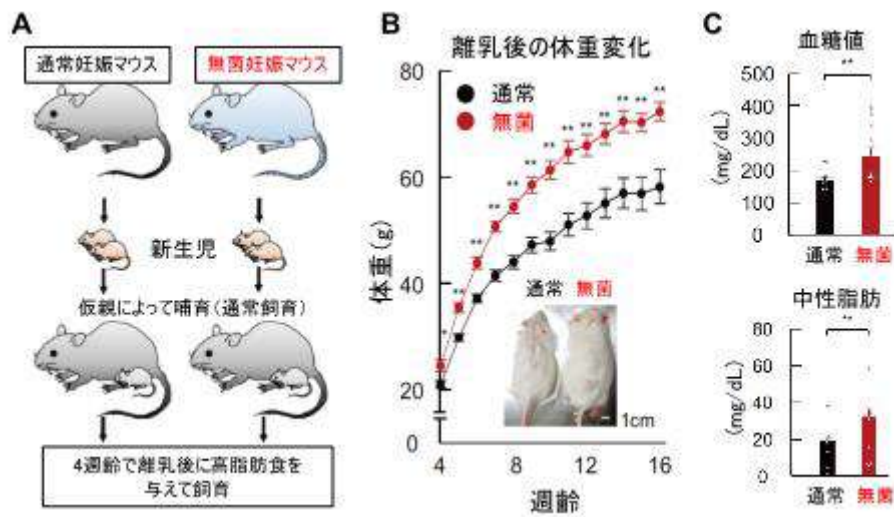 A
通常妊娠マウス
無菌妊娠マウス
新生児
仮親によって哺育(通常飼育)
4週齢で離乳後に高脂肪食を
与えて飼育
B
離乳後の体重変化
80
60
40
20
0
体重(g)
通常
無菌
*
**
**
**
**
**
**
**
**
**
**
**
**
通常 無菌
1cm
4
8
12
16
週齢
C
血糖値
(mg/dL)
500
400
300
200
100
0
**
通常 無菌
中性脂肪
(mg/dL)
80
60
40
20
0
**
通常 無菌